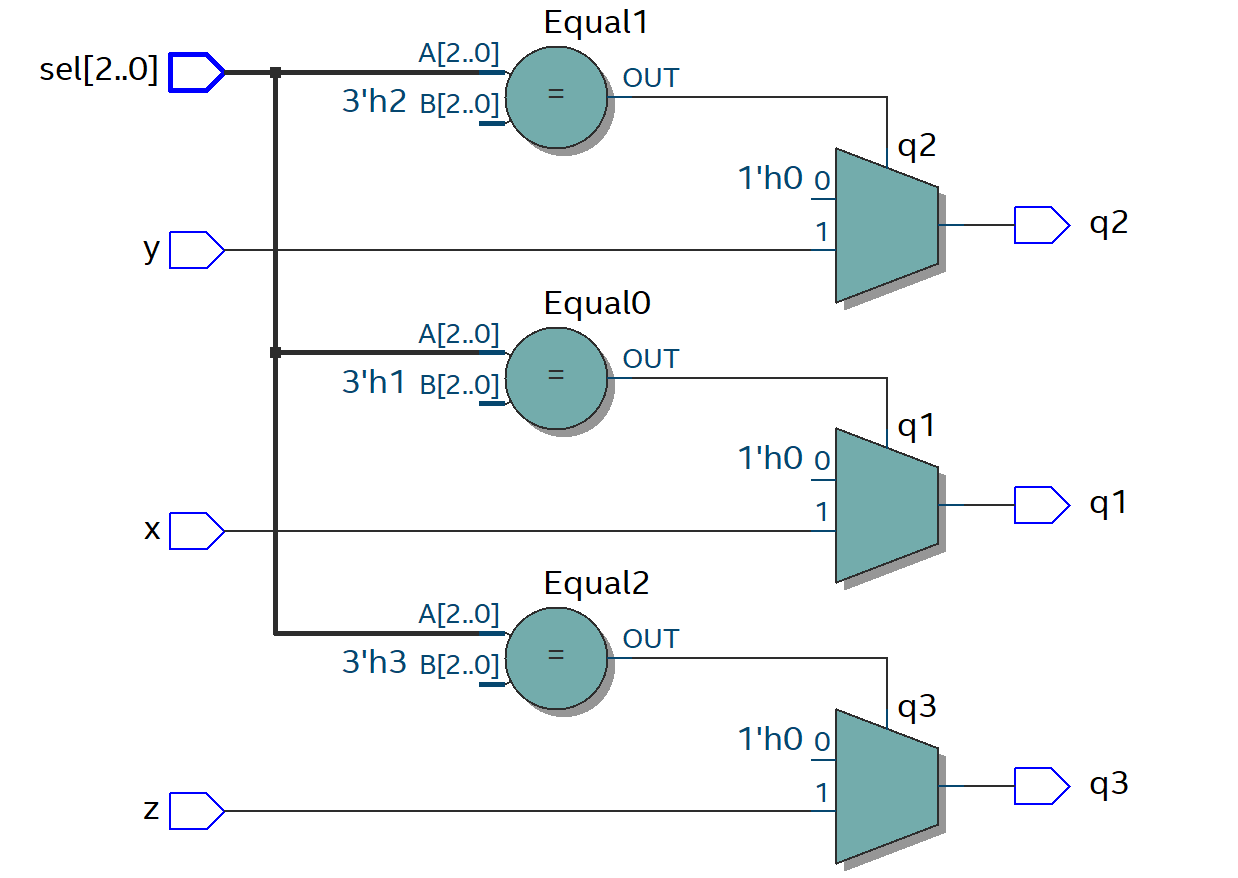 Equal1
sel[2..0]
A[2..0]
=
OUT
3'h2 B[2..0]
q2
1'h0 0
q2
y
1
Equal0
A[2..0]
=
OUT
3'h1 B[2..0]
q1
1'h0 0
q1
x
1
Equal2
A[2..0]
=
OUT
3'h3 B[2..0]
q3
1'h0 0
q3
z
1